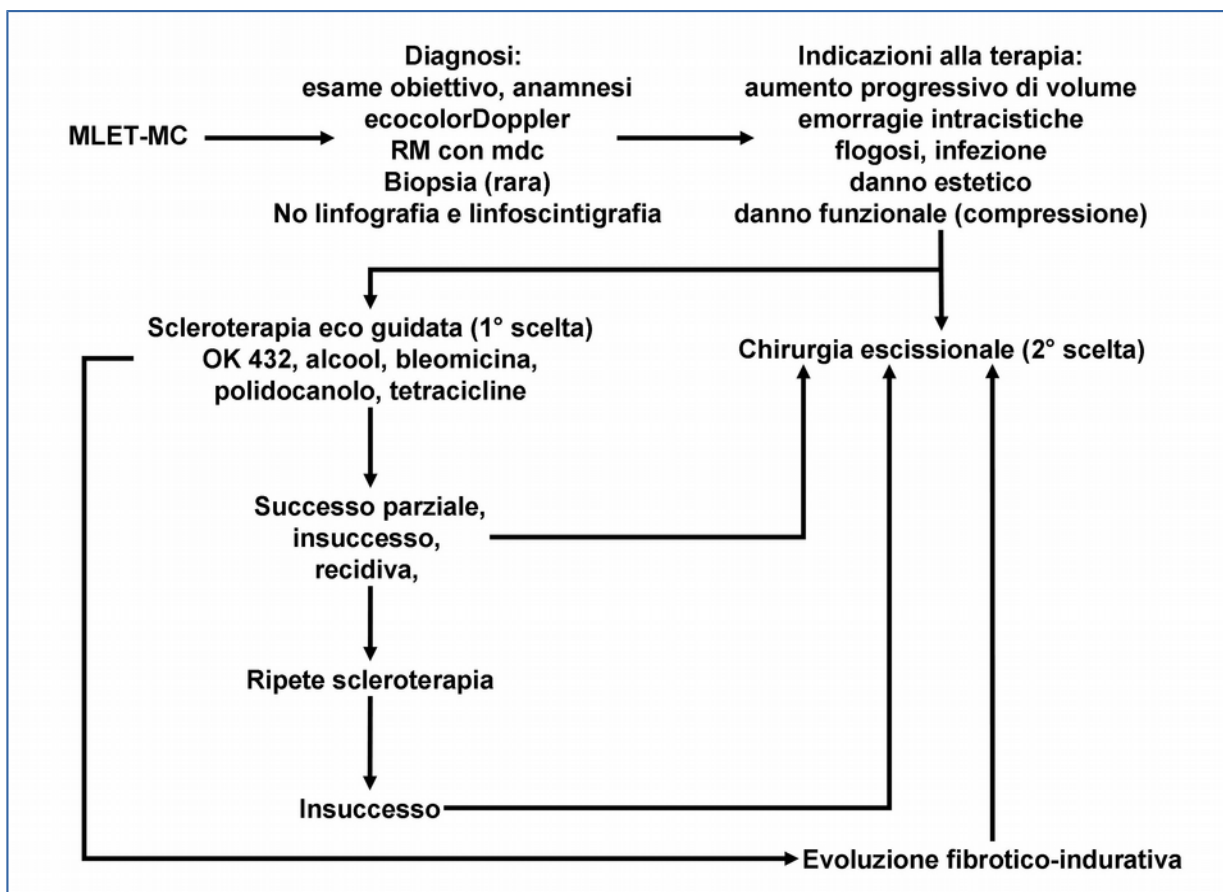 MLET-MC
Diagnosi:
esame obiettivo, anamnesi
ecocolorDoppler
RM con mdc
Biopsia (rara)
No linfografia e linfoscintigrafia
Indicazioni alla terapia:
aumento progressivo di volume
emorragie intracistiche
flogosi, infezione
danno estetico
danno funzionale (compressione)
Scleroterapia eco guidata (1° scelta)
OK 432, alcool, bleomicina,
polidocanolo, tetracicline
Chirurgia escissionale (2° scelta)
Successo parziale,
insuccesso,
recidiva,
Ripete scleroterapia
Insuccesso
Evoluzione fibrotico-indurativa